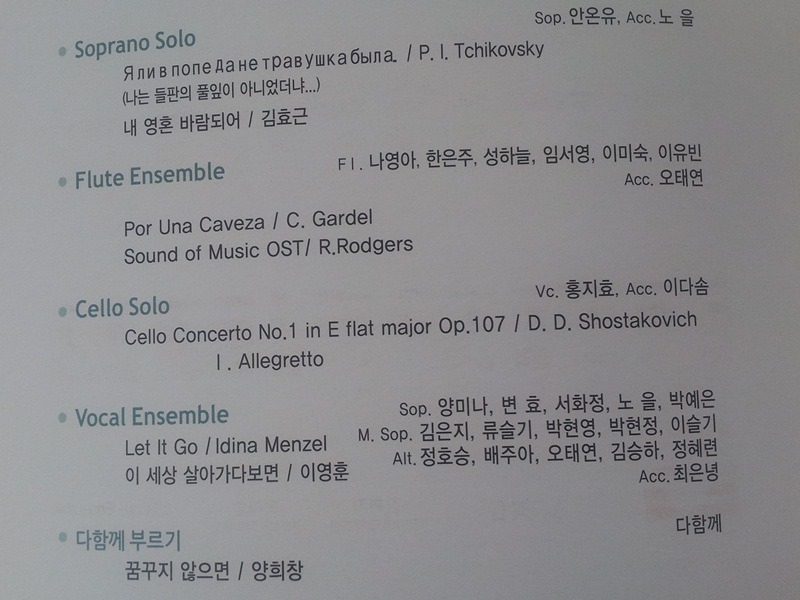 Sop. 안온유, Acc. 노 을
• Soprano Solo
Я ли в попе Да не травушка была. / P. I. Tchikovsky
(나는 들판의 풀잎이 아니었더냐...)
내 영혼 바람되어 / 김효근
Fl. 나영아, 한은주, 성하늘, 임서영, 이미숙, 이유빈
• Flute Ensemble
Acc. 오태연
Por Una Caveza / C. Gardel
Sound of Music OST/ R.Rodgers
Vc. 홍지효, Acc. 이다솜
• Cello Solo
Cello Concerto No.1 in E flat major Op.107 / D. D. Shostakovich
I . Allegretto
Sop. 양미나, 변 효, 서화정, 노 을, 박예은
• Vocal Ensemble
Let It Go / Idina Menzel
M. Sop. 김은지, 류슬기, 박현영, 박현정, 이슬기
Alt. 정호승, 배주아, 오태연, 김승하, 정혜련
이 세상 살아가다보면 / 이영훈
Acc. 최은녕
다함께
• 다함께 부르기
꿈꾸지 않으면 / 양희창